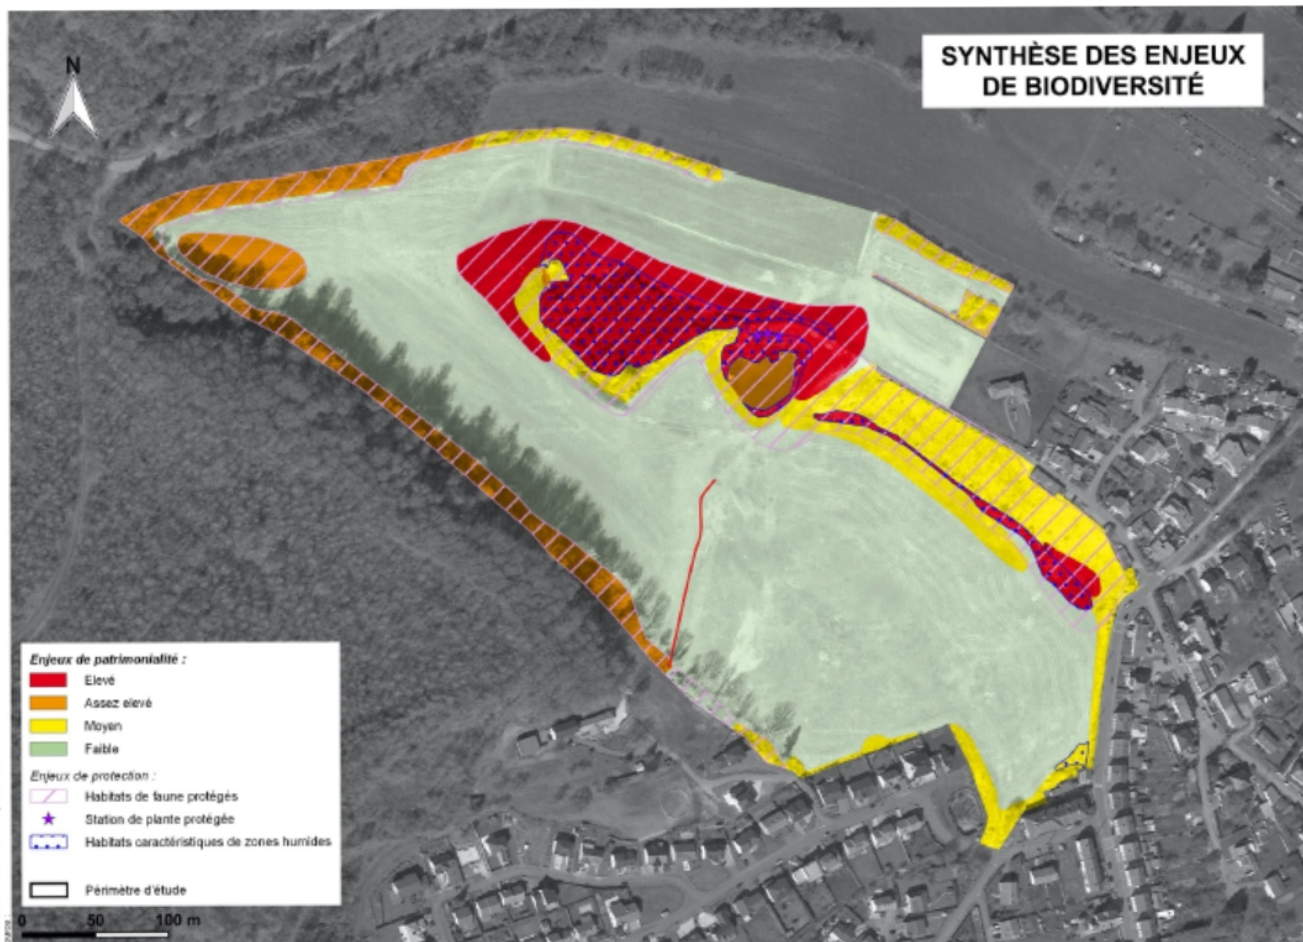 N
SYNTHÈSE DES ENJEUX
DE BIODIVERSITÉ
Enjeux de patrimonialité :
Elevé
Assez elevé
Moyen
Faible
Enjeux de protection :
Habitats de faune protégés
Station de plante protégée
Habitats caractéristiques de zones humides
Périmètre d'étude
0 50 100 m